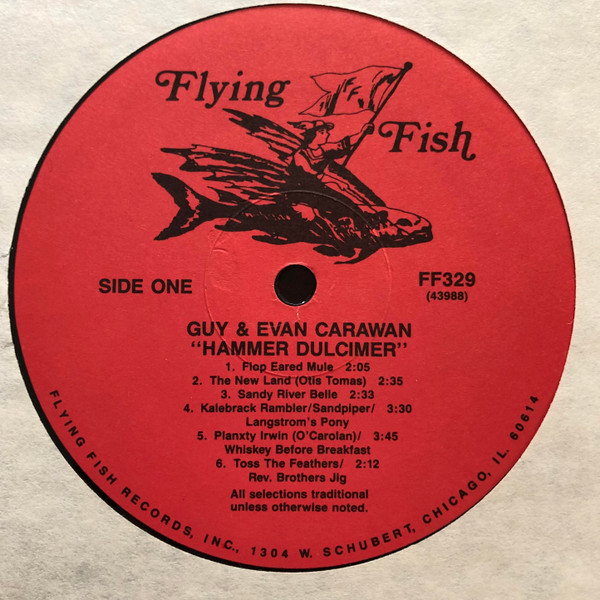 Flying
Fish
SIDE ONE
FF329
(43988)
GUY & EVAN CARAWAN
"HAMMER DULCIMER"
1. Flop Eared Mule 2:05
2. The New Land (Otis Tomas) 2:35
3. Sandy River Belle 2:33
4. Kalebrack Rambler/Sandpiper/ 3:30
Langstrom's Pony
5. Planxty Irwin (O'Carolan)/ 3:45
Whiskey Before Breakfast
6. Toss The Feathers/ 2:12
Rev. Brothers Jig
All selections traditional
unless otherwise noted.
FLYING FISH RECORDS, INC., 1304 W. SCHUBERT, CHICAGO, IL. 60614